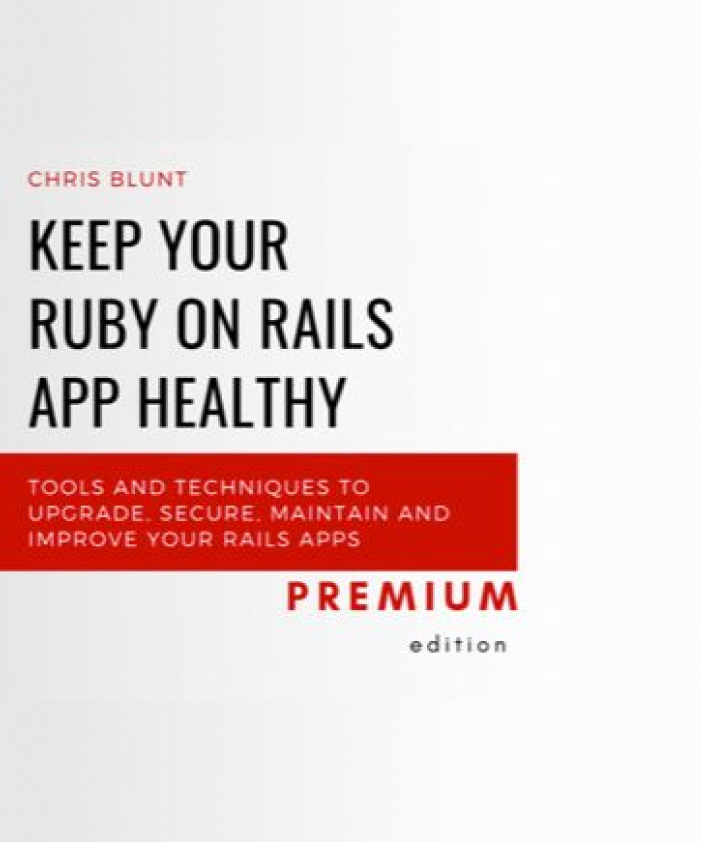 CHRIS BLUNT
KEEP YOUR
RUBY ON RAILS
APP HEALTHY
TOOLS AND TECHNIQUES TO
UPGRADE, SECURE, MAINTAIN AND
IMPROVE YOUR RAILS APPS
PREMIUM
edition